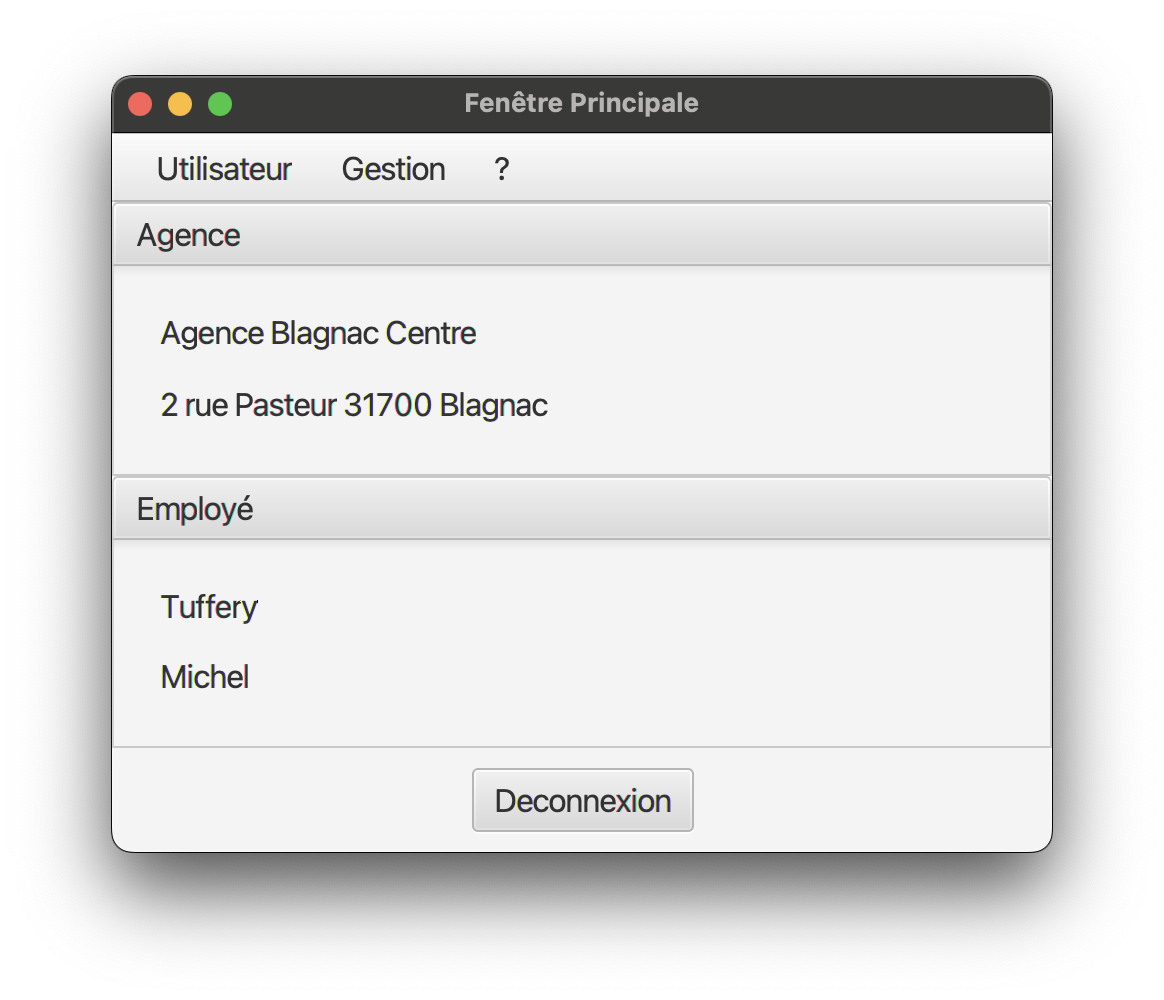 Fenêtre Principale
Utilisateur Gestion ?
Agence
Agence Blagnac Centre
2 rue Pasteur 31700 Blagnac
Employé
Tuffery
Michel
Deconnexion